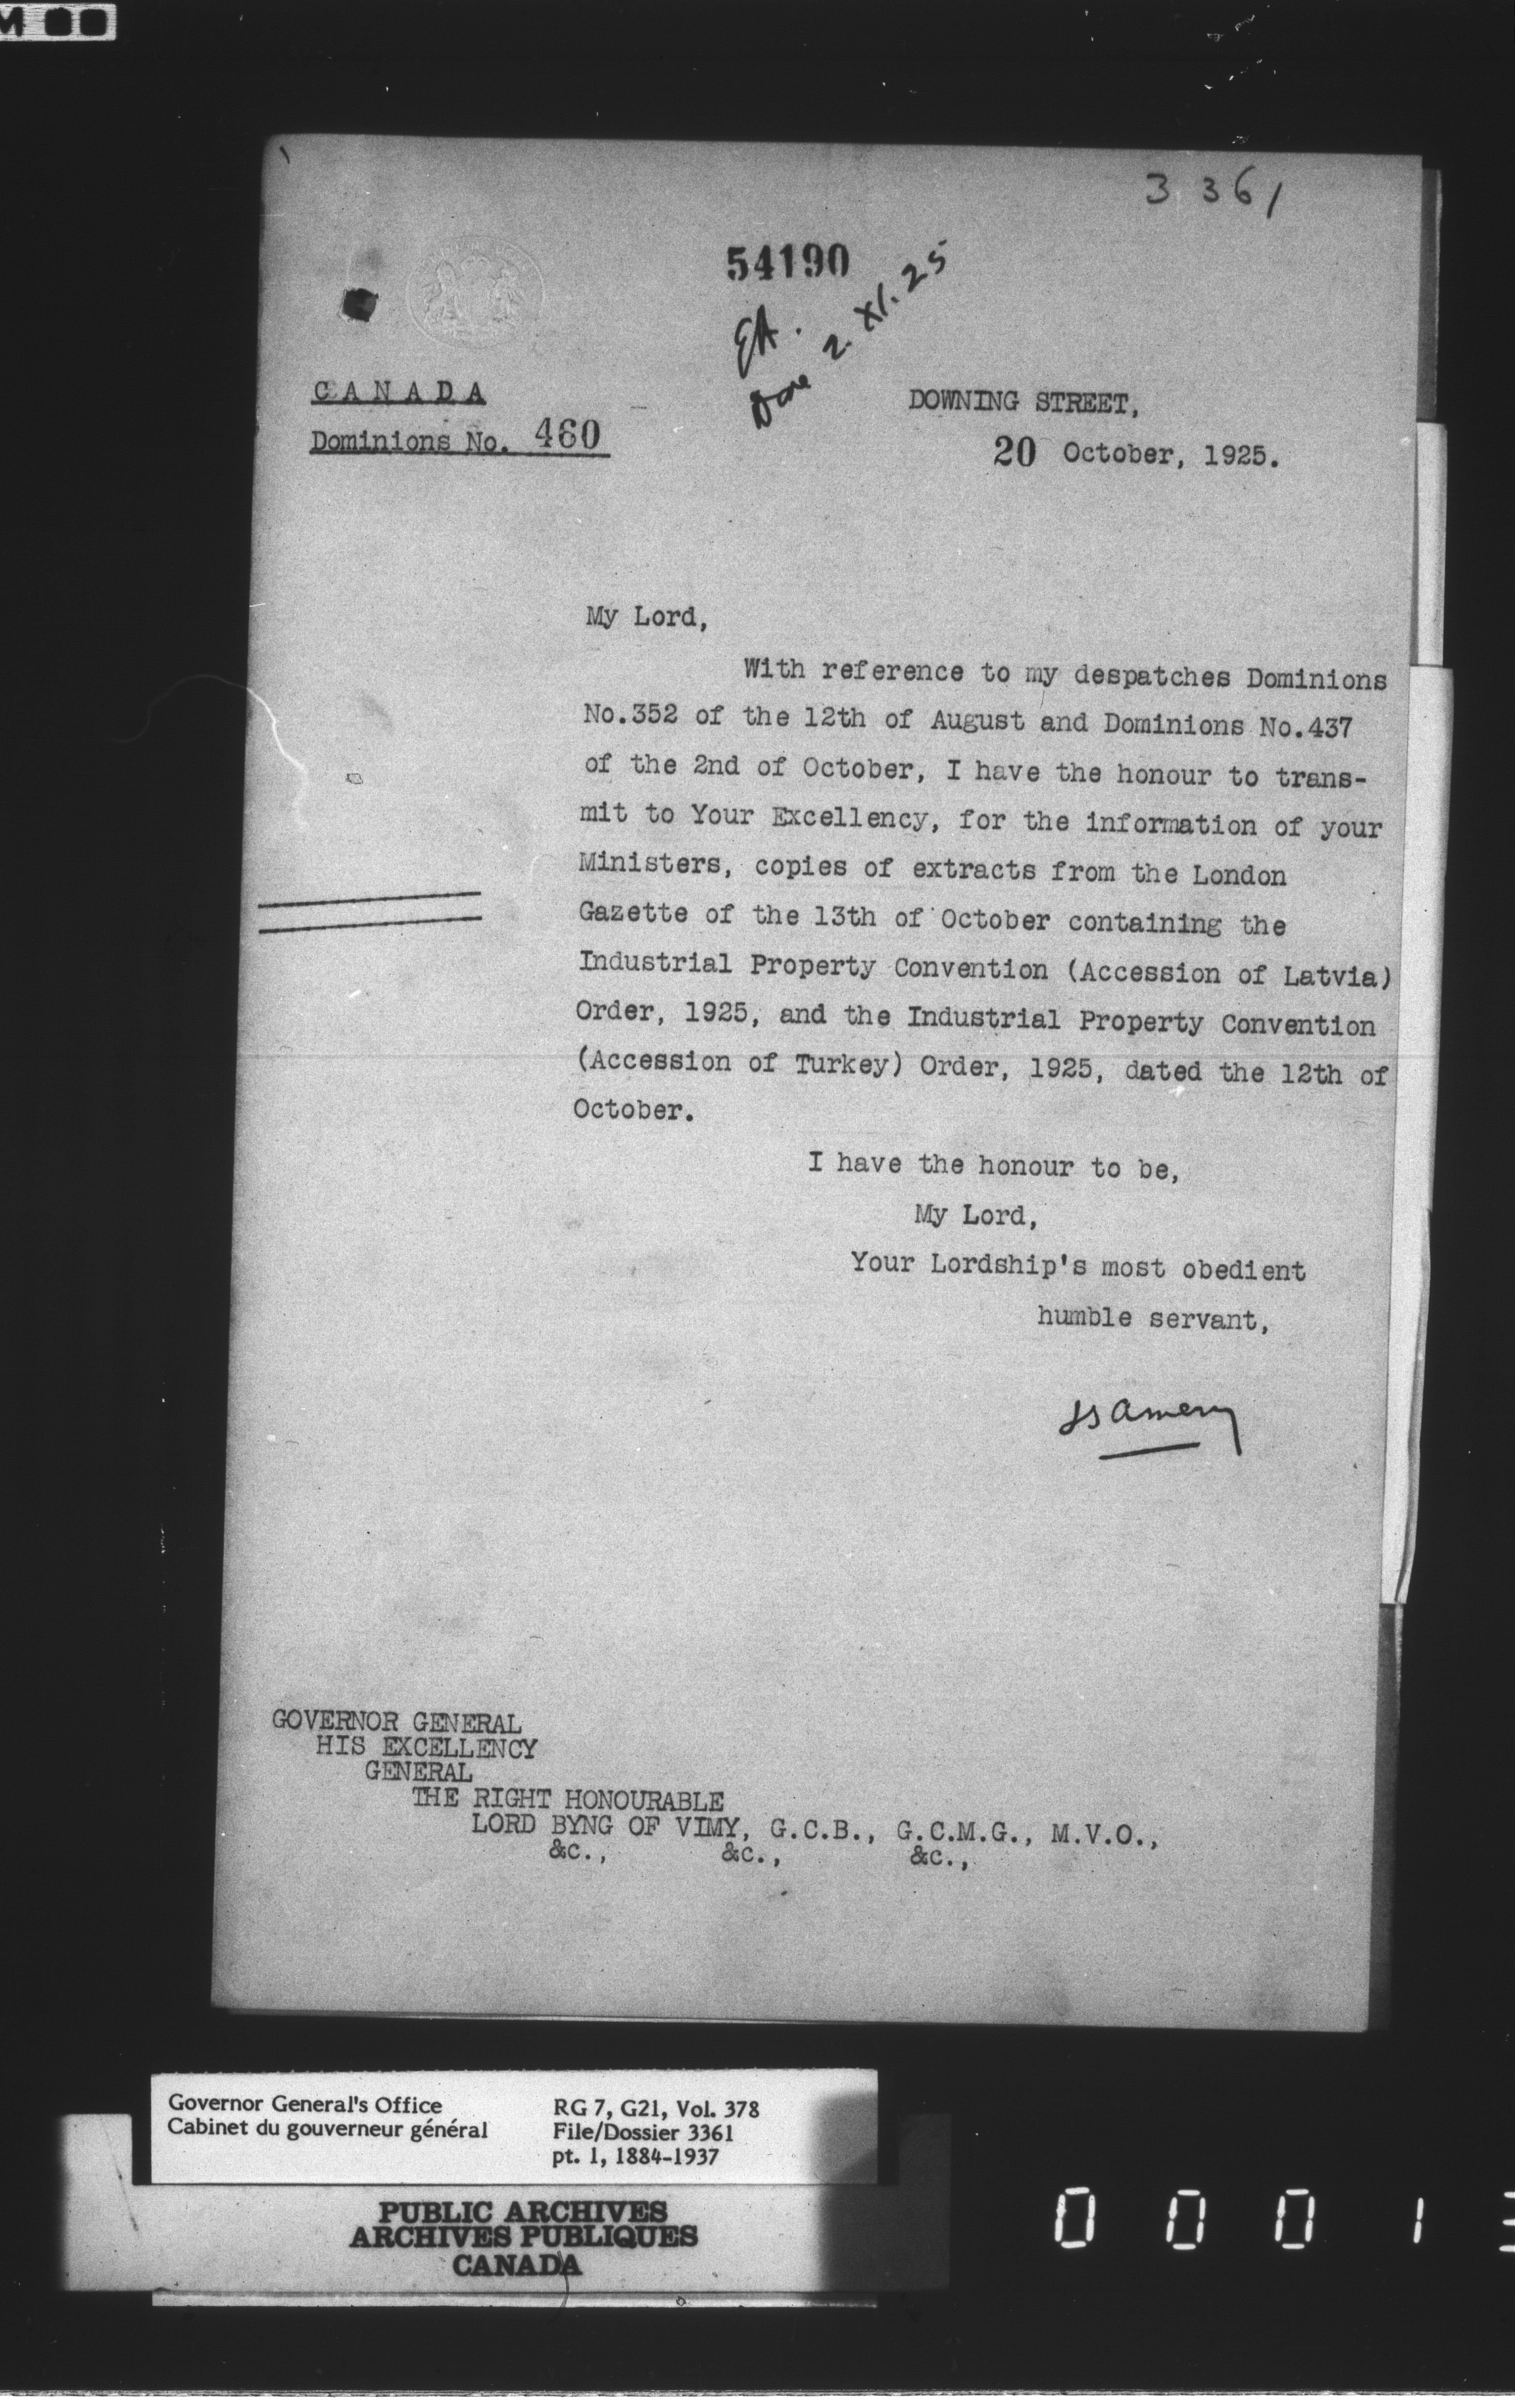 3361
54190
EA.
Done 2. XI. 25
CANADA
Dominions No. 460
DOWNING STREET,
20 October, 1925.
My Lord,
With reference to my despatches Dominions
No.352 of the 12th of August and Dominions No.437
of the 2nd of October, I have the honour to trans-
mit to Your Excellency, for the information of your
Ministers, copies of extracts from the London
Gazette of the 13th of October containing the
Industrial Property Convention (Accession of Latvia)
Order, 1925, and the Industrial Property Convention
(Accession of Turkey) Order, 1925, dated the 12th of
October.
I have the honour to be,
My Lord,
Your Lordship's most obedient
humble servant,
LS Amery
GOVERNOR GENERAL
HIS EXCELLENCY
GENERAL
THE RIGHT HONOURABLE
LORD BYNG OF VIMY, G.C.B., G.C.M.G., M.V.O.,
&c., &c., &c.,
Governor General's Office
Cabinet du gouverneur général
RG 7, G21, Vol. 378
File/Dossier 3361
pt. 1, 1884-1937
PUBLIC ARCHIVES
ARCHIVES PUBLIQUES
CANADA
0 0 0 1